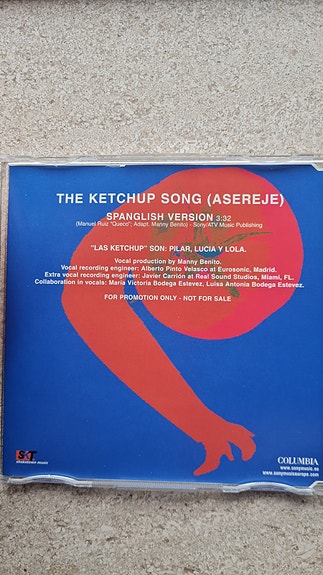 THE KETCHUP SONG (ASEREJE)
SPANGLISH VERSION 3:32
(Manuel Ruiz "Queco"; Adapt. Manny Benito) - Sony/ATV Music Publishing
"LAS KETCHUP" SON: PILAR, LUCIA Y LOLA.
Vocal production by Manny Benito.
Vocal recording engineer: Alberto Pinto Velasco at Eurosonic, Madrid.
Extra vocal recording engineer: Javier Carrión at Real Sound Studios, Miami, FL.
Collaboration in vocals: María Victoria Bodega Estevez, Luisa Antonia Bodega Estevez.
FOR PROMOTION ONLY - NOT FOR SALE
shaketown music
COLUMBIA
www.sonymusic.es
www.sonymusiceurope.com